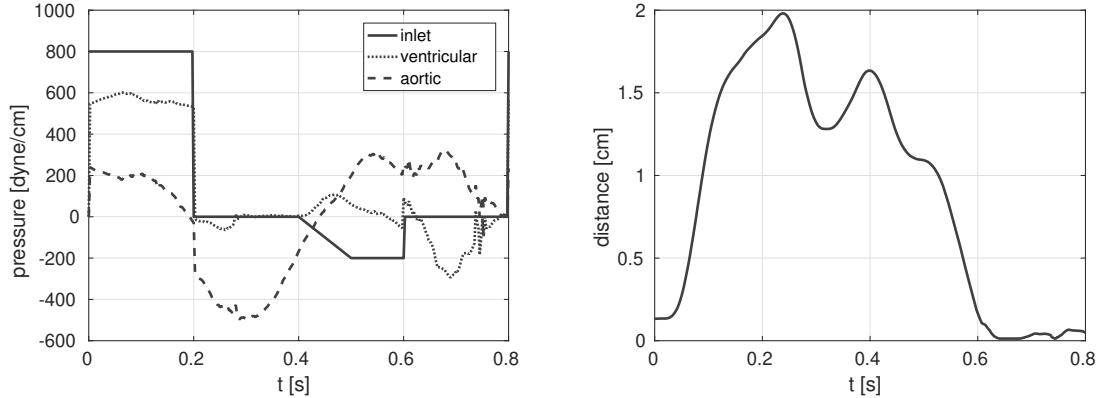 1000
800
600
400
200
0
-200
-400
-600
pressure [dyne/cm]
inlet
ventricular
aortic
0 0.2 0.4 0.6 0.8
t [s]
2
1.5
1
0.5
0
distance [cm]
0 0.2 0.4 0.6 0.8
t [s]